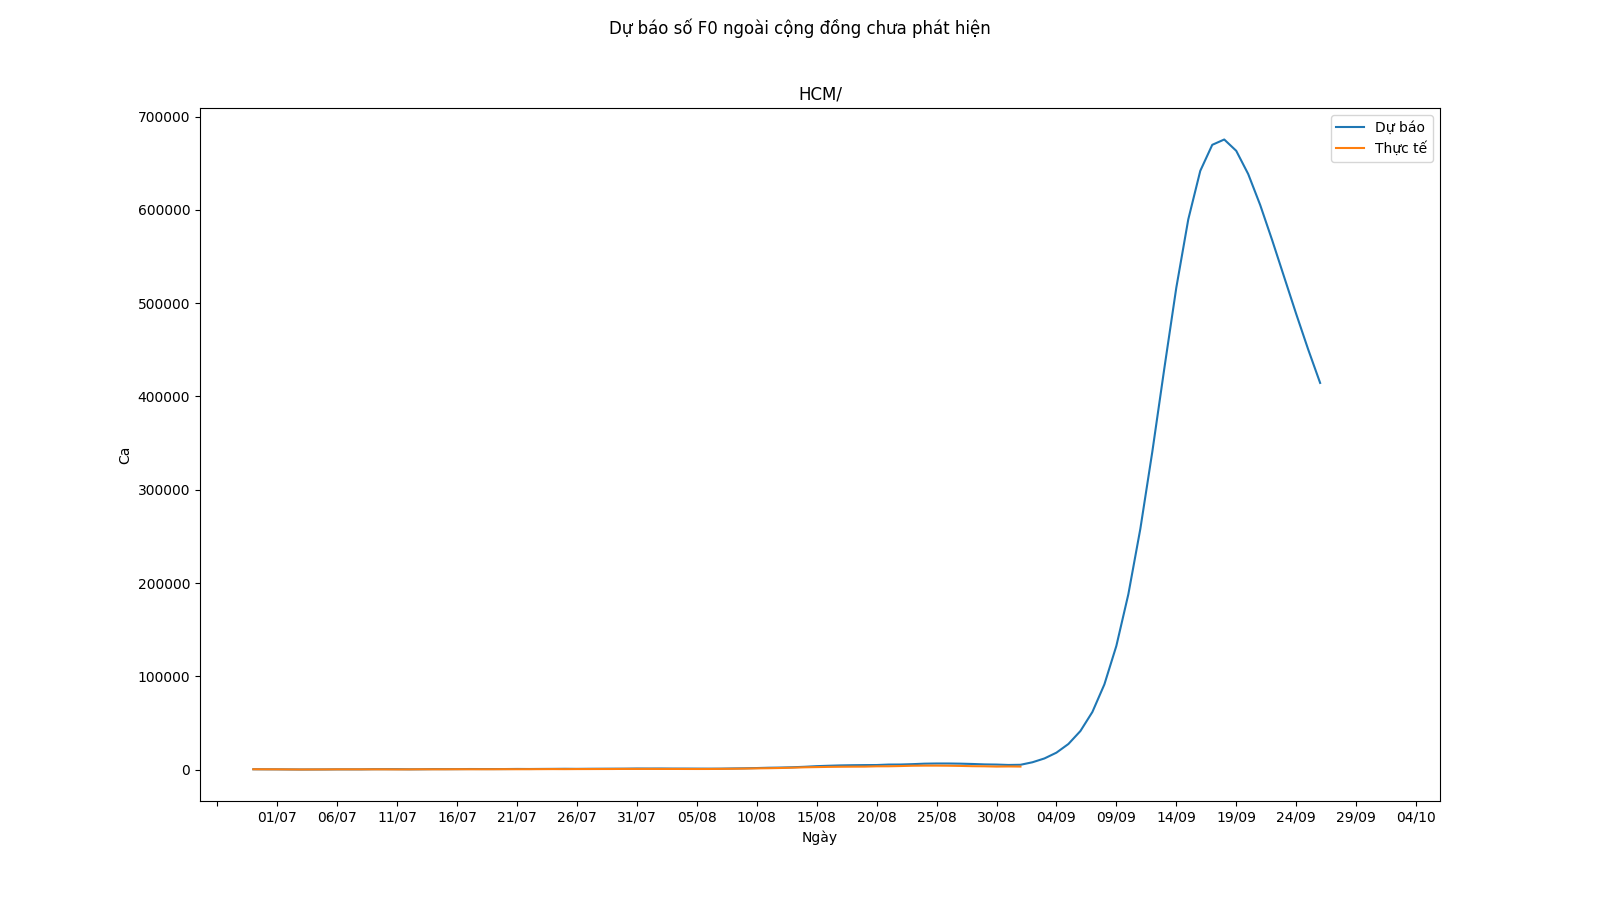 Dự báo số F0 ngoài cộng đồng chưa phát hiện
HCM/
700000
600000
500000
400000
300000
200000
100000
0
Ca
Dự báo
Thực tế
01/07 06/07 11/07 16/07 21/07 26/07 31/07 05/08 10/08 15/08 20/08 25/08 30/08 04/09 09/09 14/09 19/09 24/09 29/09 04/10
Ngày